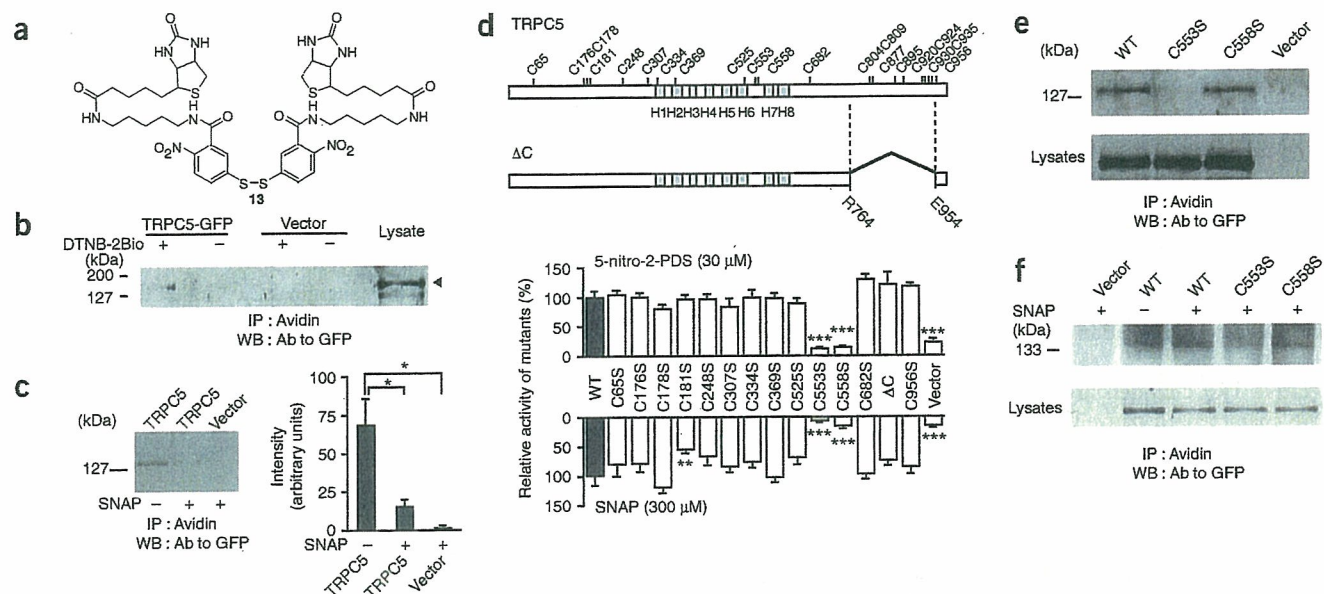 a
O
HN NH
S
O
HN
HN
O
O2N
S–S
13
O
HN NH
S
O
NH
H
N
O
NO2
b
TRPC5-GFP Vector Lysate
DTNB-2Bio + − + −
(kDa)
200 –
127 –
IP : Avidin
WB : Ab to GFP
c
TRPC5 TRPC5 Vector
(kDa)
127—
SNAP − + +
IP : Avidin
WB : Ab to GFP
Intensity
(arbitrary units)
100
75
50
25
0
*
*
SNAP − + +
TRPC5 TRPC5 Vector
d
TRPC5
C65 C176C178 C181 C248 C307 C334 C369 C525 C553 C558 C682 C804C809 C877 C895 C920C924 C930C935 C958
H1H2H3H4 H5 H6 H7H8
ΔC
R764 E954
Relative activity of mutants (%)
5-nitro-2-PDS (30 μM)
150
100
50
0
*** *** ***
WT C65S C176S C178S C181S C248S C307S C334S C369S C525S C553S C558S C682S ΔC C956S Vector
0
50
100
150
** *** *** ***
SNAP (300 μM)
e
(kDa) WT C553S C558S Vector
127—
Lysates
IP : Avidin
WB : Ab to GFP
f
Vector WT WT C553S C558S
SNAP + − + + +
(kDa)
133 —
Lysates
IP : Avidin
WB : Ab to GFP